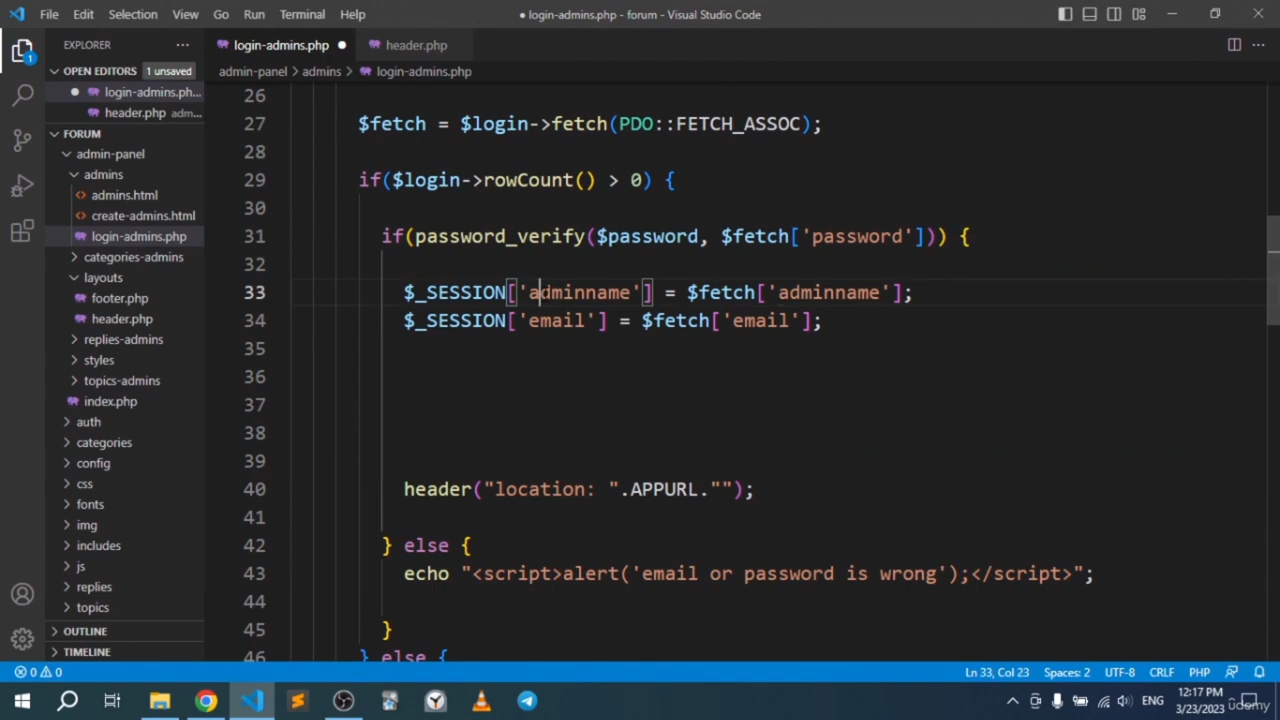 File Edit Selection View Go Run Terminal Help
● login-admins.php - forum - Visual Studio Code
EXPLORER
login-admins.php ●
header.php
OPEN EDITORS 1 unsaved
admin-panel > admins > login-admins.php
login-admins.ph...
header.php adm...
FORUM
admin-panel
admins
admins.html
create-admins.html
login-admins.php
categories-admins
layouts
footer.php
header.php
replies-admins
styles
topics-admins
index.php
auth
categories
config
css
fonts
img
includes
js
replies
topics
OUTLINE
TIMELINE
26
27 $fetch = $login->fetch(PDO::FETCH_ASSOC);
28
29 if($login->rowCount() > 0) {
30
31 if(password_verify($password, $fetch['password'])) {
32
33 $_SESSION['adminname'] = $fetch['adminname'];
34 $_SESSION['email'] = $fetch['email'];
35
36
37
38
39
40 header("location: ".APPURL."");
41
42 } else {
43 echo "<script>alert('email or password is wrong');</script>";
44
45 }
46 } else {
0 0
Ln 33, Col 23 Spaces: 2 UTF-8 CRLF PHP
ENG
12:17 PM
3/23/2023
udemy